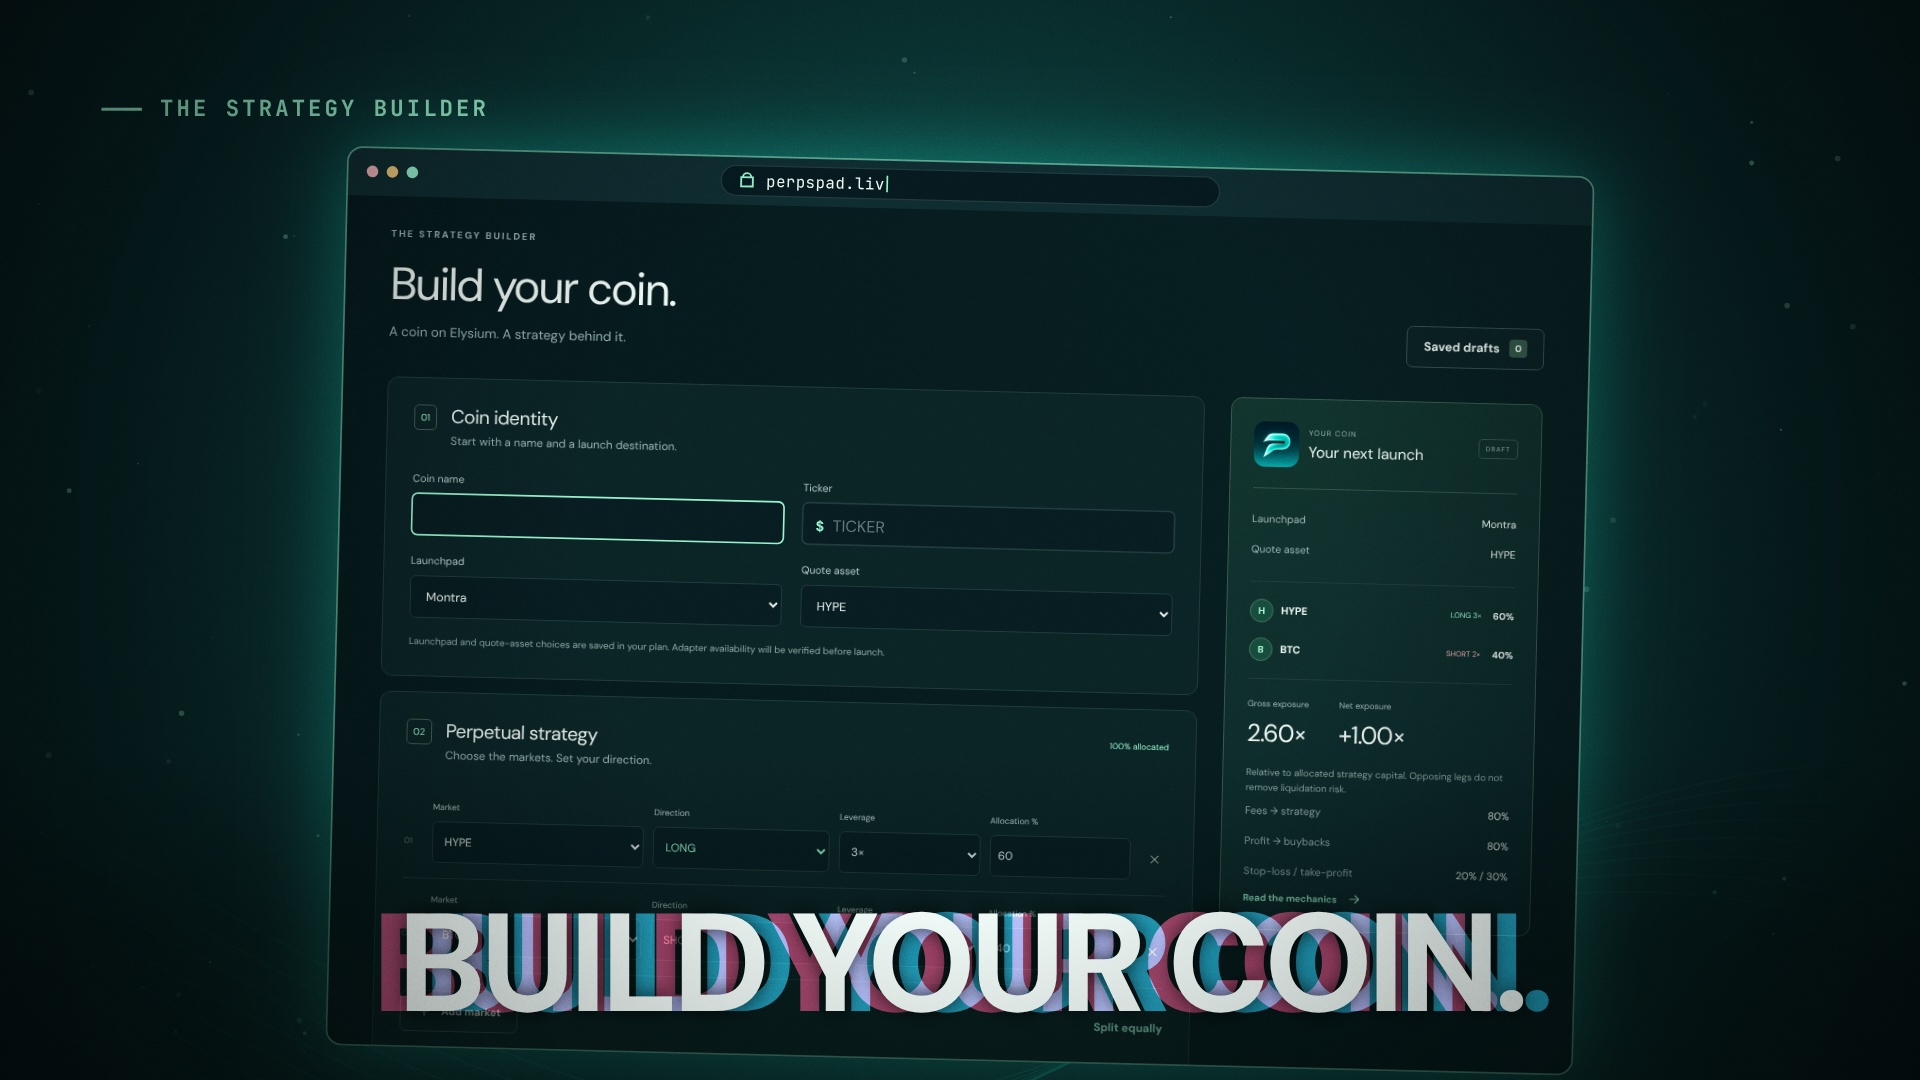 THE STRATEGY BUILDER
perpspad.liv
THE STRATEGY BUILDER
Build your coin.
A coin on Elysium. A strategy behind it.
Saved drafts 0
01 Coin identity
Start with a name and a launch destination.
Coin name
Ticker
$ TICKER
Launchpad
Quote asset
Montra
HYPE
Launchpad and quote-asset choices are saved in your plan. Adapter availability will be verified before launch.
02 Perpetual strategy
Choose the markets. Set your direction.
100% allocated
Market Direction Leverage Allocation %
01 HYPE LONG 3× 60 ×
Market Direction Leverage Allocation %
40 ×
Add market
Split equally
YOUR COIN
Your next launch
DRAFT
Launchpad Montra
Quote asset HYPE
H HYPE LONG 3× 60%
B BTC SHORT 2× 40%
Gross exposure Net exposure
2.60× +1.00×
Relative to allocated strategy capital. Opposing legs do not
remove liquidation risk.
Fees → strategy 80%
Profit → buybacks 80%
Stop-loss / take-profit 20% / 30%
Read the mechanics →
BUILD YOUR COIN.